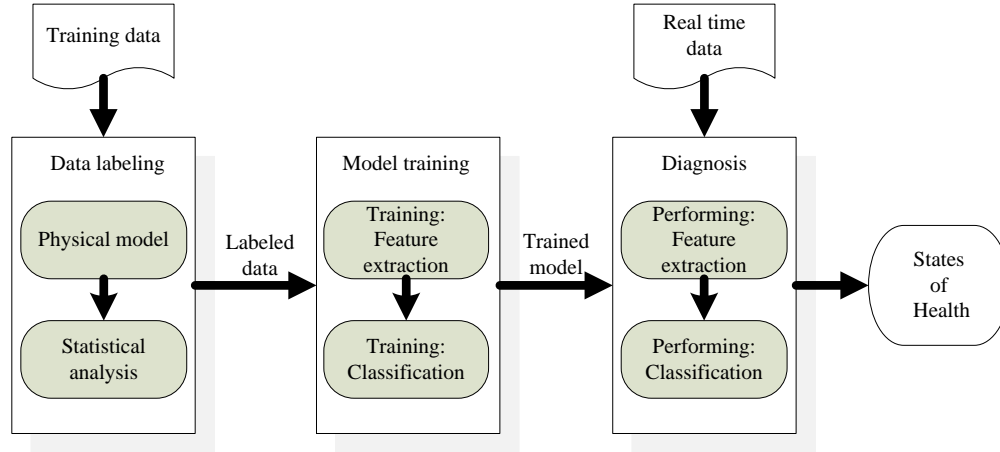 Training data
Real time
data
Data labeling
Physical model
Statistical
analysis
Labeled
data
Model training
Training:
Feature
extraction
Training:
Classification
Trained
model
Diagnosis
Performing:
Feature
extraction
Performing:
Classification
States
of
Health